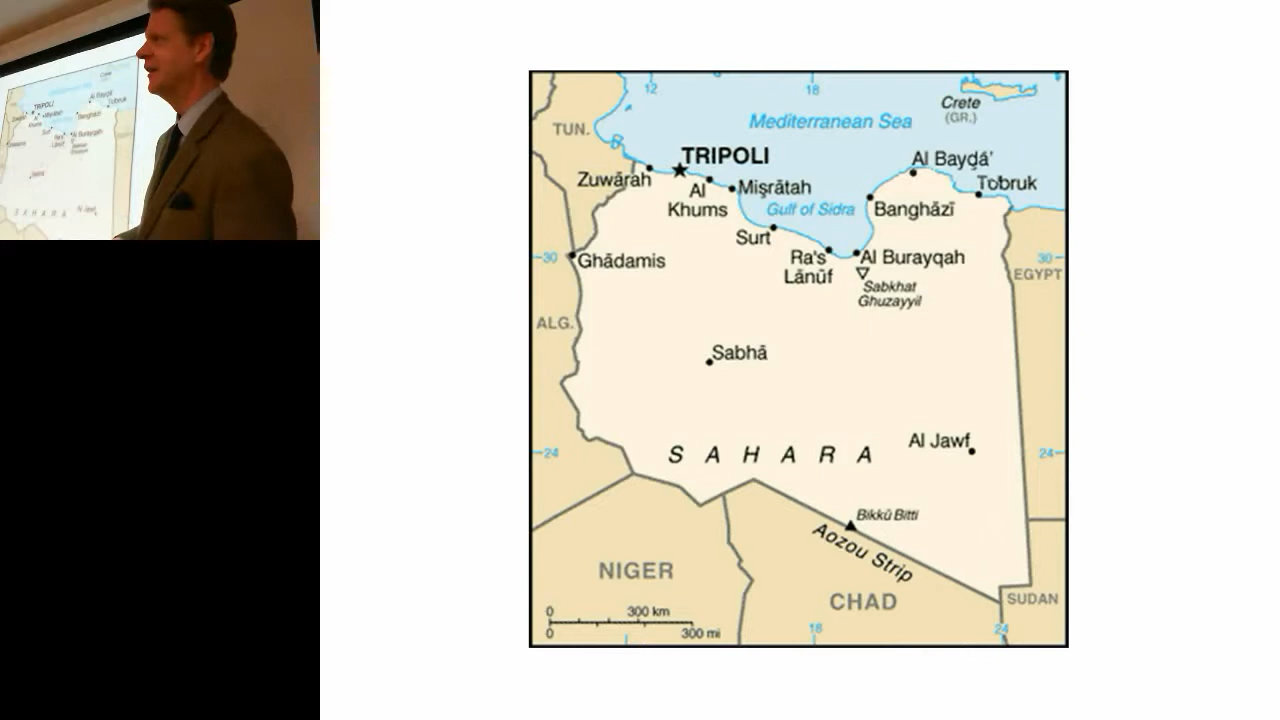 12
18
Crete
(GR.)
Mediterranean Sea
TUN.
TRIPOLI
Al Bayḑā'
Zuwārah
Al
Khums
Mişrātah
Tobruk
Gulf of Sidra
Banghāzī
Surt
30
Ghādamis
Ra's
Lānūf
Al Burayqah
30
EGYPT
Sabkhat
Ghuzayyil
ALG.
Sabhā
Al Jawf
24
SAHARA
24
Bikkū Bitti
Aozou Strip
NIGER
CHAD
SUDAN
0 300 km
0 300 mi
18
24
TRIPOLI